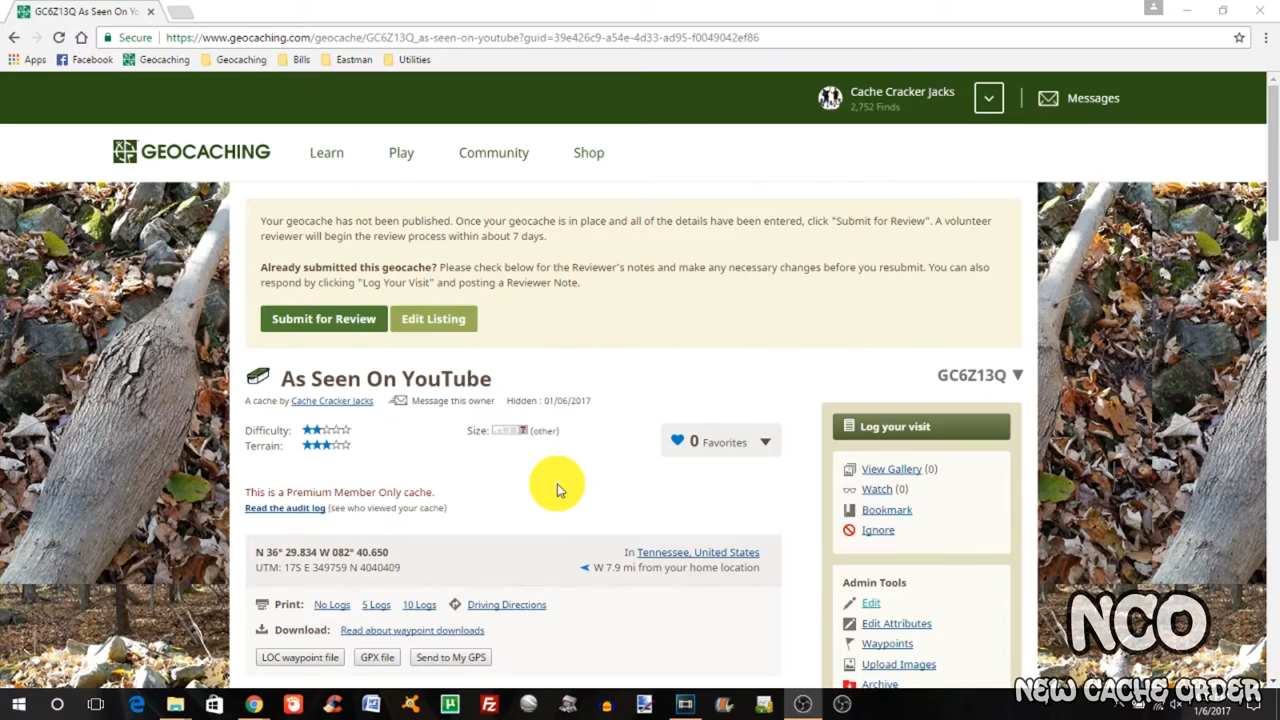 GC6Z13Q As Seen On Yo
Secure
https://www.geocaching.com/geocache/GC6Z13Q_as-seen-on-youtube?guid=39e426c9-a54e-4d33-ad95-f0049042ef86
Apps Facebook Geocaching Geocaching Bills Eastman Utilities
Cache Cracker Jacks
2,752 Finds
Messages
GEOCACHING Learn Play Community Shop
Your geocache has not been published. Once your geocache is in place and all of the details have been entered, click "Submit for Review". A volunteer
reviewer will begin the review process within about 7 days.
Already submitted this geocache? Please check below for the Reviewer's notes and make any necessary changes before you resubmit. You can also
respond by clicking "Log Your Visit" and posting a Reviewer Note.
Submit for Review Edit Listing
As Seen On YouTube
GC6Z13Q ▼
A cache by Cache Cracker Jacks Message this owner Hidden : 01/06/2017
Difficulty:
Terrain:
Size: (other)
0 Favorites
This is a Premium Member Only cache.
Read the audit log (see who viewed your cache)
N 36° 29.834 W 082° 40.650
UTM: 17S E 349759 N 4040409
In Tennessee, United States
W 7.9 mi from your home location
Print: No Logs 5 Logs 10 Logs Driving Directions
Download: Read about waypoint downloads
LOC waypoint file GPX file Send to My GPS
Log your visit
View Gallery (0)
Watch (0)
Bookmark
Ignore
Admin Tools
Edit
Edit Attributes
Waypoints
Upload Images
Archive
NCO
NEW CACHE ORDER
1/6/2017